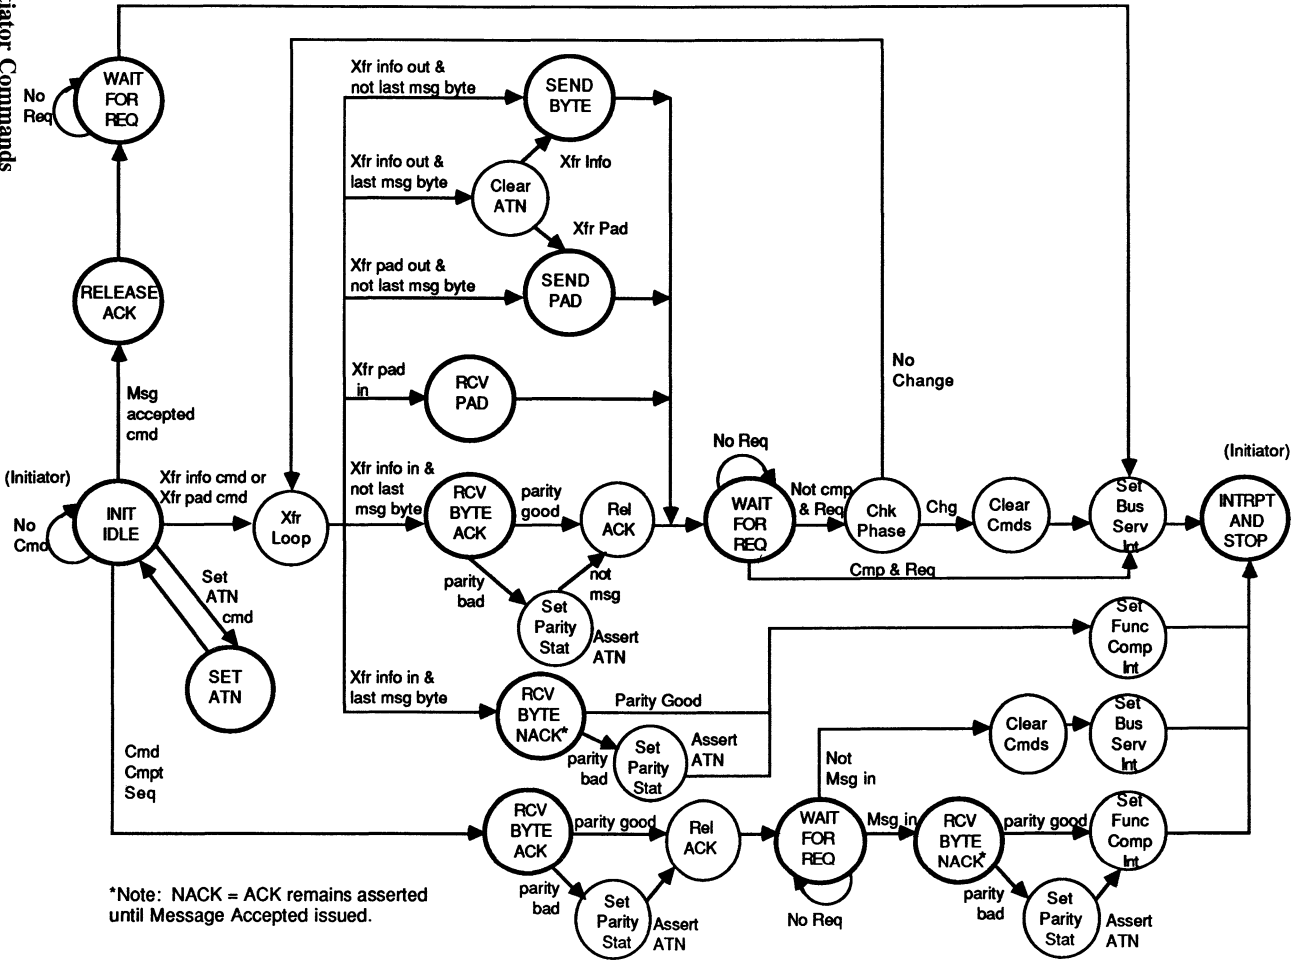 iator Commands
WAIT
FOR
REQ
No
Req
RELEASE
ACK
Msg
accepted
cmd
(Initiator)
INIT
IDLE
No
Cmd
Xfr info cmd or
Xfr pad cmd
Set
ATN
cmd
SET
ATN
Cmd
Cmpt
Seq
Xfr
Loop
Xfr info out &
not last msg byte
SEND
BYTE
Xfr info out &
last msg byte
Clear
ATN
Xfr Info
Xfr Pad
Xfr pad out &
not last msg byte
SEND
PAD
Xfr pad
in
RCV
PAD
Xfr info in &
not last
msg byte
RCV
BYTE
ACK
parity
good
Rel
ACK
parity
bad
not
msg
Set
Parity
Stat
Assert
ATN
No Req
WAIT
FOR
REQ
Not cmp
& Req
Chk
Phase
No
Change
Chg
Clear
Cmds
Set
Bus
Serv
Int
Cmp & Req
(Initiator)
INTRPT
AND
STOP
Xfr info in &
last msg byte
RCV
BYTE
NACK*
Parity Good
parity
bad
Set
Parity
Stat
Assert
ATN
Set
Func
Comp
Int
Not
Msg in
Clear
Cmds
Set
Bus
Serv
Int
RCV
BYTE
ACK
parity good
Rel
ACK
parity
bad
Set
Parity
Stat
Assert
ATN
WAIT
FOR
REQ
No Req
Msg in
RCV
BYTE
NACK*
parity good
Set
Func
Comp
Int
parity
bad
Set
Parity
Stat
Assert
ATN
*Note: NACK = ACK remains asserted
until Message Accepted issued.